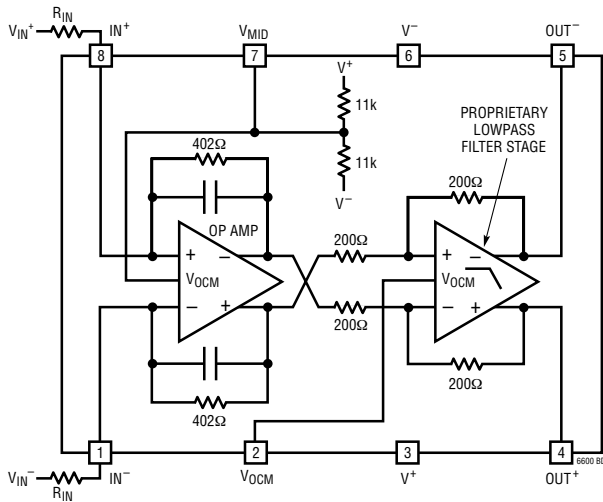 R_IN
V_IN⁺
IN⁺
V_MID
V⁻
OUT⁻
8
7
6
5
V⁺
11k
11k
V⁻
PROPRIETARY
LOWPASS
FILTER STAGE
402Ω
OP AMP
+
−
V_OCM
−
+
402Ω
200Ω
200Ω
200Ω
+
−
V_OCM
−
+
200Ω
1
2
3
4
6600 BD
V_IN⁻
R_IN
IN⁻
V_OCM
V⁺
OUT⁺